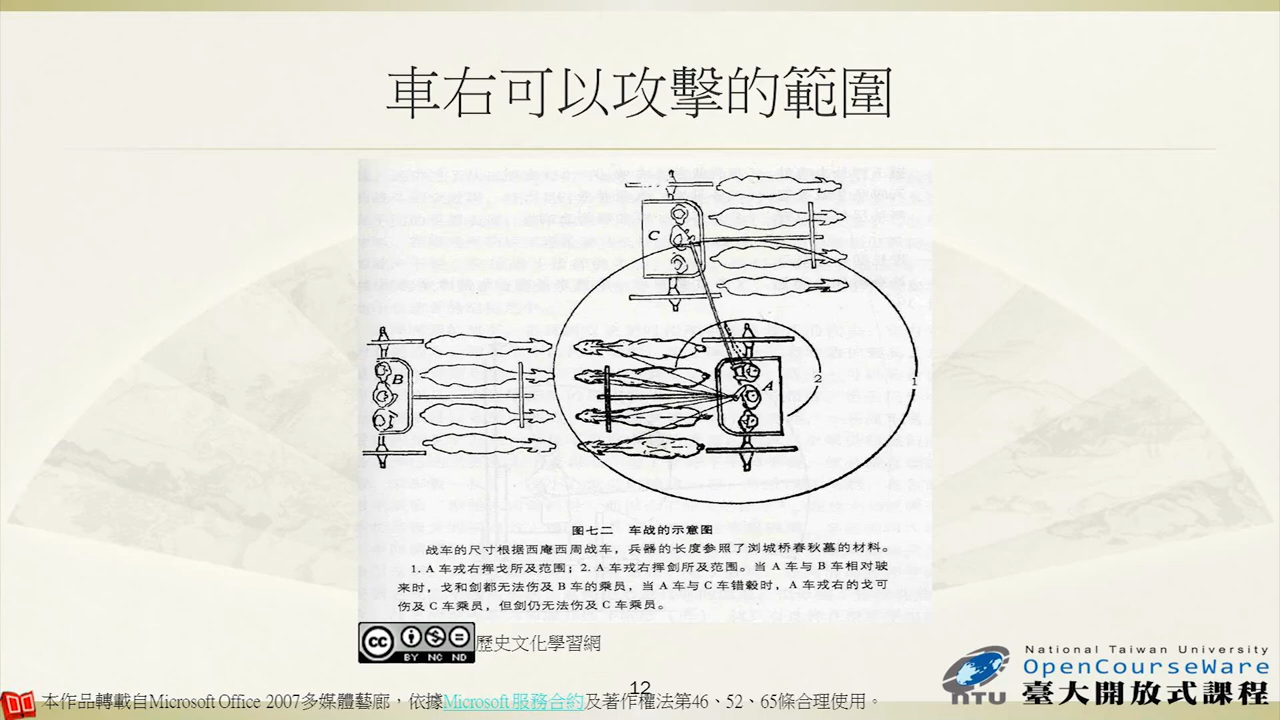 車右可以攻擊的範圍
C
B
A
2
1
图七二 车战的示意图
战车的尺寸根据西庵西周战车，兵器的长度参照了浏城桥春秋墓的材料。
1. A 车戎右挥戈所及范围；2. A 车戎右挥剑所及范围。当 A 车与 B 车相对驶
来时，戈和剑都无法伤及 B 车的乘员，当 A 车与 C 车错毂时，A 车戎右的戈可
伤及 C 车乘员，但剑仍无法伤及 C 车乘员。
cc BY NC ND 歷史文化學習網
12
本作品轉載自Microsoft Office 2007多媒體藝廊，依據Microsoft 服務合約及著作權法第46、52、65條合理使用。
NTU
National Taiwan University
OpenCourseWare
臺大開放式課程